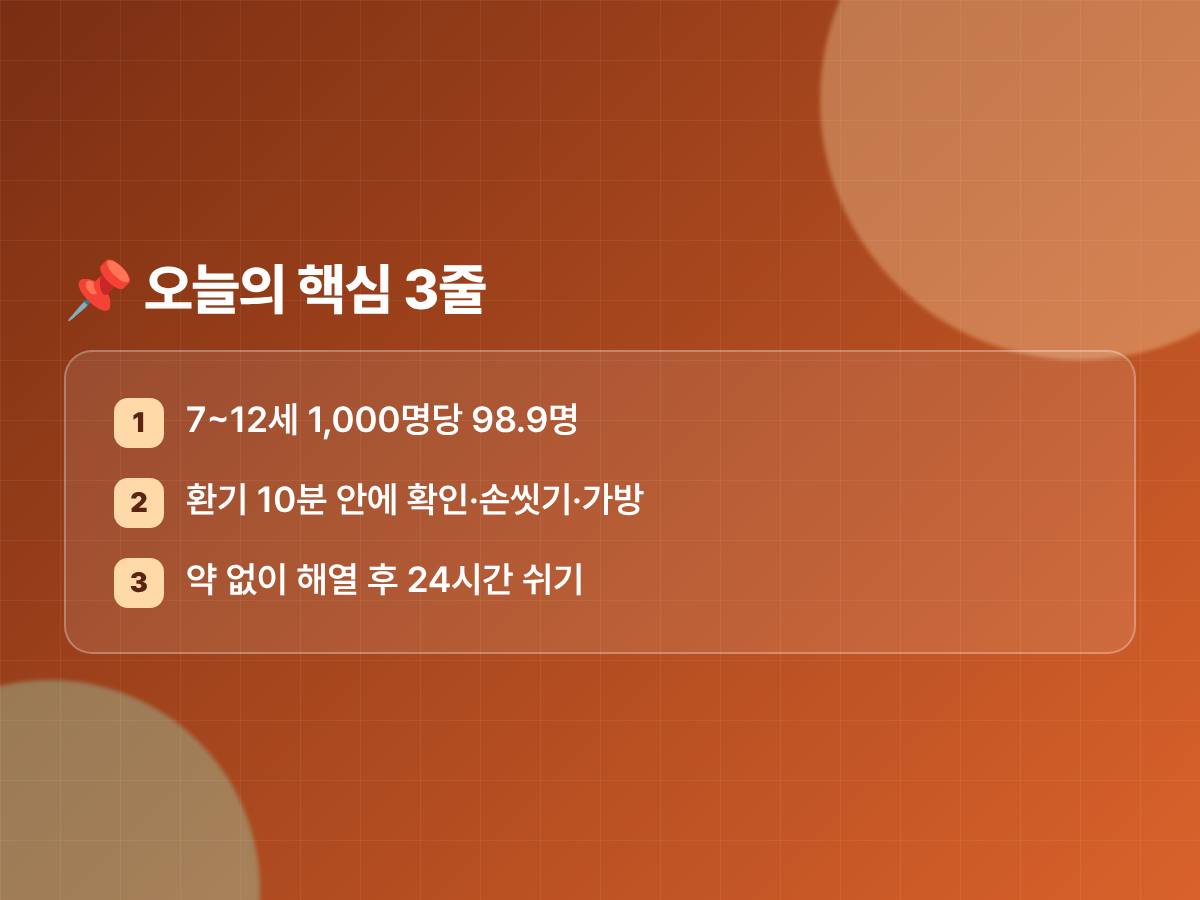 📌 오늘의 핵심 3줄
1 7~12세 1,000명당 98.9명
2 환기 10분 안에 확인·손씻기·가방
3 약 없이 해열 후 24시간 쉬기